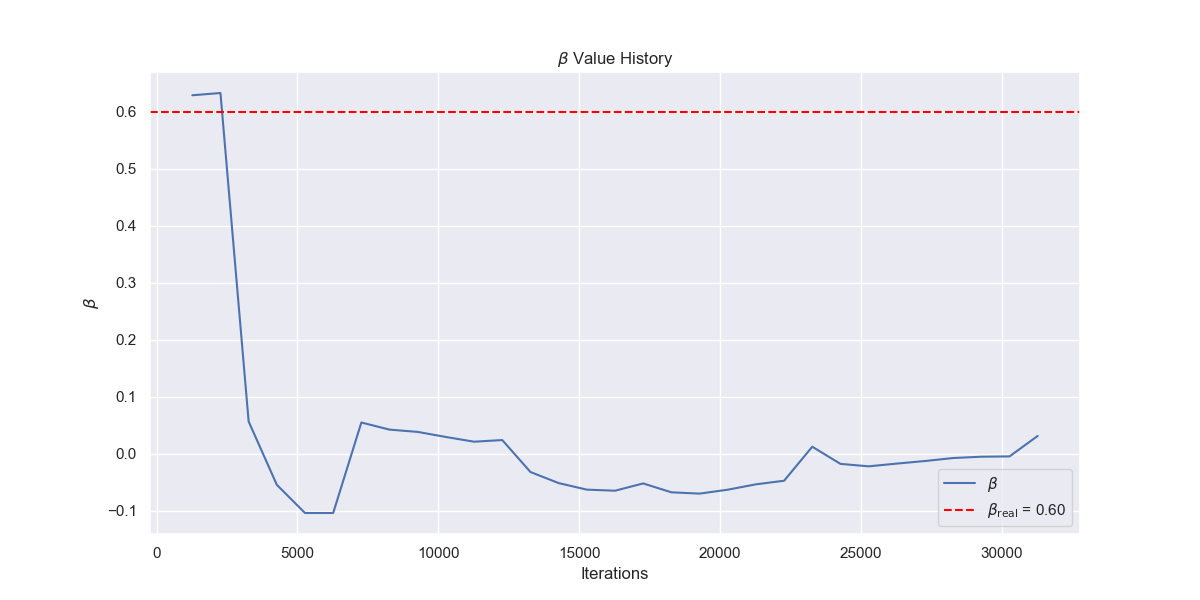 β Value History
β
0.6
0.5
0.4
0.3
0.2
0.1
0.0
−0.1
0 5000 10000 15000 20000 25000 30000
Iterations
β
β_real = 0.60